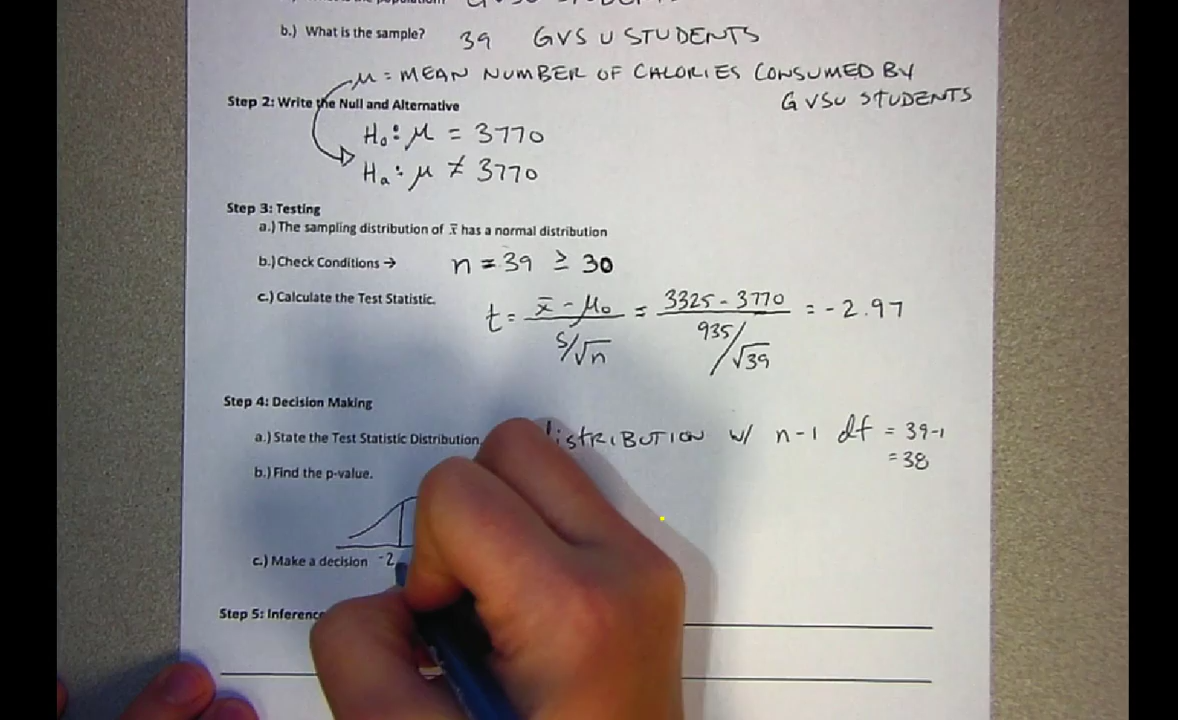 b.) What is the sample? 39 GVSU STUDENTS
μ = MEAN NUMBER OF CALORIES CONSUMED BY
GVSU STUDENTS
Step 2: Write the Null and Alternative
H₀: μ = 3770
Hₐ: μ ≠ 3770
Step 3: Testing
a.) The sampling distribution of x̄ has a normal distribution
b.) Check Conditions → n = 39 ≥ 30
c.) Calculate the Test Statistic.
t = (x̄ - μ₀)/(s/√n) = (3325 - 3770)/(935/√39) = -2.97
Step 4: Decision Making
a.) State the Test Statistic Distribution. DISTRIBUTION w/ n-1 df = 39-1
= 38
b.) Find the p-value.
c.) Make a decision -2
Step 5: Inference